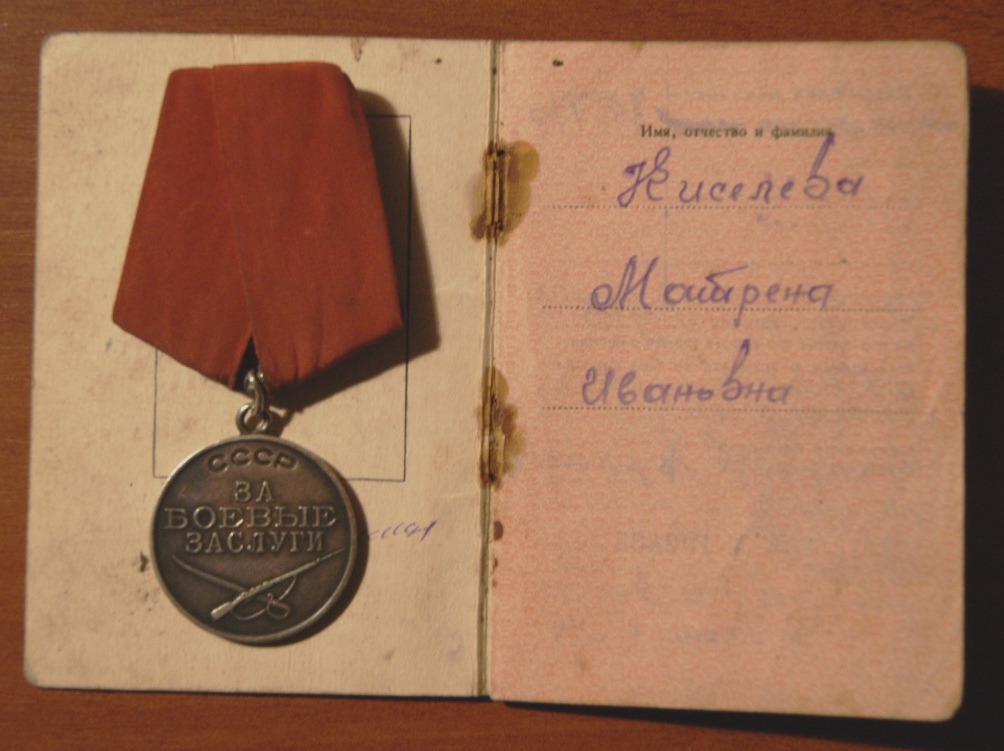 СССР
ЗА
БОЕВЫЕ
ЗАСЛУГИ
Имя, отчество и фамилия
Киселева
Матрена
Ивановна